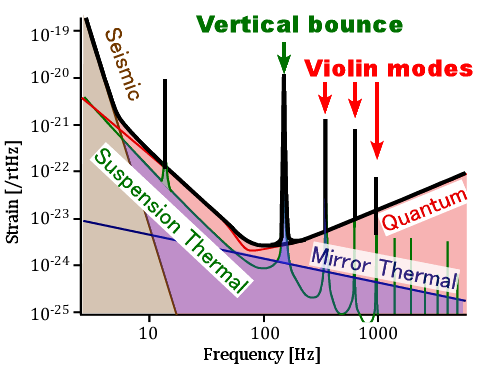 Vertical bounce
Violin modes
Seismic
Suspension Thermal
Quantum
Mirror Thermal
Strain [/rtHz]
10⁻¹⁹
10⁻²⁰
10⁻²¹
10⁻²²
10⁻²³
10⁻²⁴
10⁻²⁵
10 100 1000
Frequency [Hz]